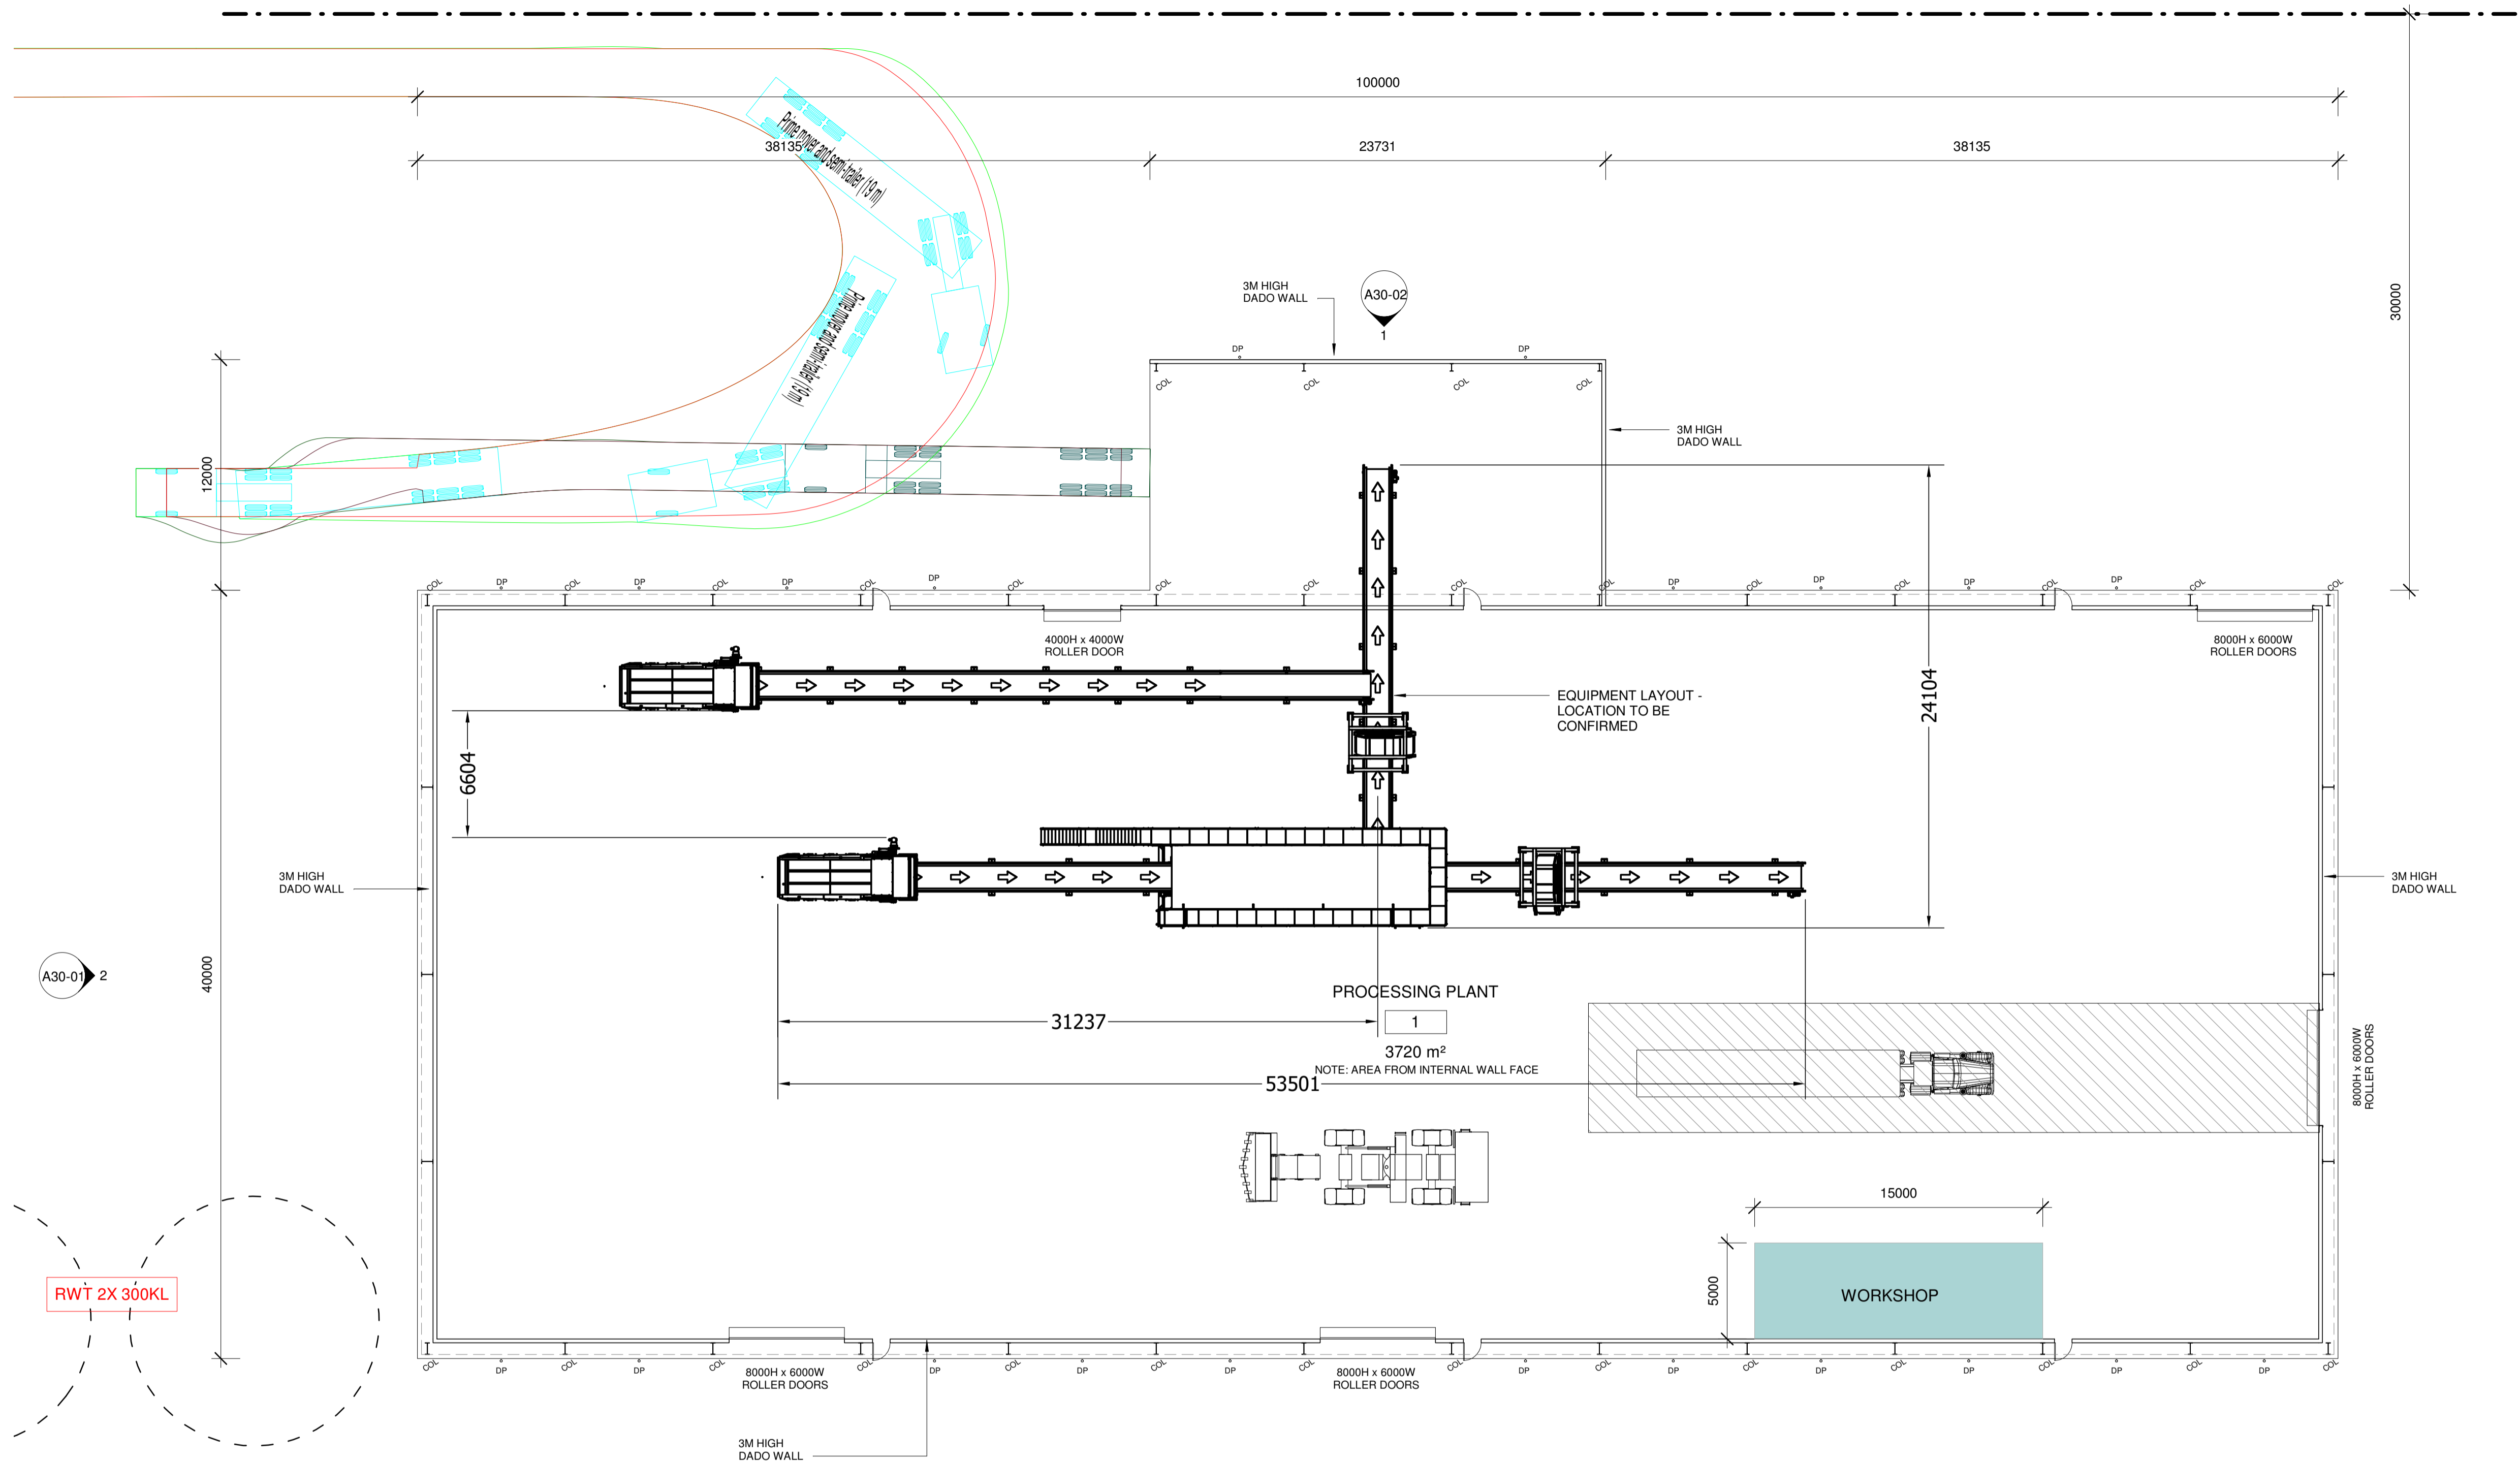 100000
38135
23731
38135
Prime mover and semi-trailer (19 m)
Prime mover and semi-trailer (19 m)
30000
3M HIGH
DADO WALL
A30-02
1
DP
DP
COL
COL
COL
COL
3M HIGH
DADO WALL
12000
COL
DP
COL
DP
COL
DP
COL
DP
COL
COL
COL
COL
COL
DP
COL
DP
COL
DP
COL
DP
COL
COL
4000H x 4000W
ROLLER DOOR
8000H x 6000W
ROLLER DOORS
EQUIPMENT LAYOUT -
LOCATION TO BE
CONFIRMED
24104
6604
3M HIGH
DADO WALL
3M HIGH
DADO WALL
A30-01
2
40000
PROCESSING PLANT
31237
1
3720 m²
NOTE: AREA FROM INTERNAL WALL FACE
53501
8000H x 6000W
ROLLER DOORS
15000
5000
WORKSHOP
RWT 2X 300KL
COL
DP
COL
DP
COL
COL
DP
COL
DP
COL
DP
COL
COL
DP
COL
DP
COL
DP
COL
DP
COL
DP
COL
8000H x 6000W
ROLLER DOORS
8000H x 6000W
ROLLER DOORS
3M HIGH
DADO WALL